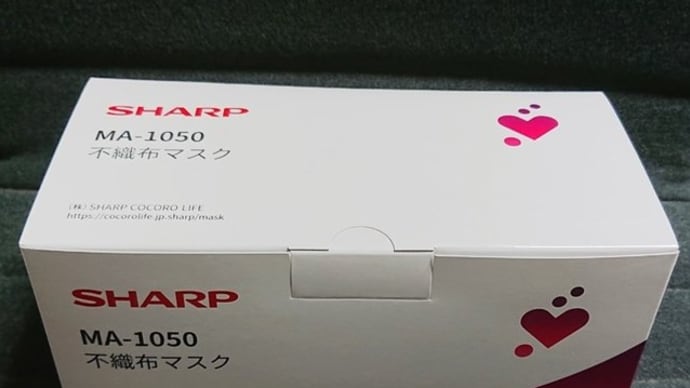 SHARP
MA-1050
不織布マスク
(株) SHARP COCORO LIFE
https://cocorolife.jp.sharp/mask
SHARP
MA-1050
不織布マスク